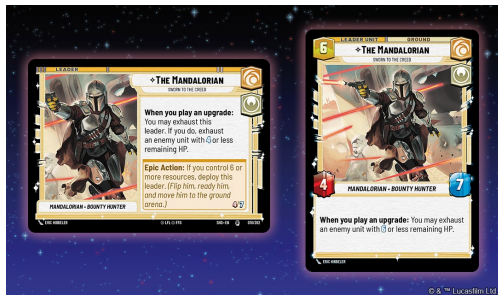 LEADER
✧THE MANDALORIAN
SWORN TO THE CREED
When you play an upgrade:
You may exhaust this
leader. If you do, exhaust
an enemy unit with 4 or less
remaining HP.
Epic Action: If you control 6 or
more resources, deploy this
leader. (Flip him, ready him,
and move him to the ground
arena.)
MANDALORIAN • BOUNTY HUNTER
ERIC HIBBELER
LEADER UNIT
GROUND
6
✧THE MANDALORIAN
SWORN TO THE CREED
4
7
MANDALORIAN • BOUNTY HUNTER
When you play an upgrade: You may exhaust
an enemy unit with 6 or less remaining HP.
ERIC HIBBELER
© & ™ Lucasfilm Ltd